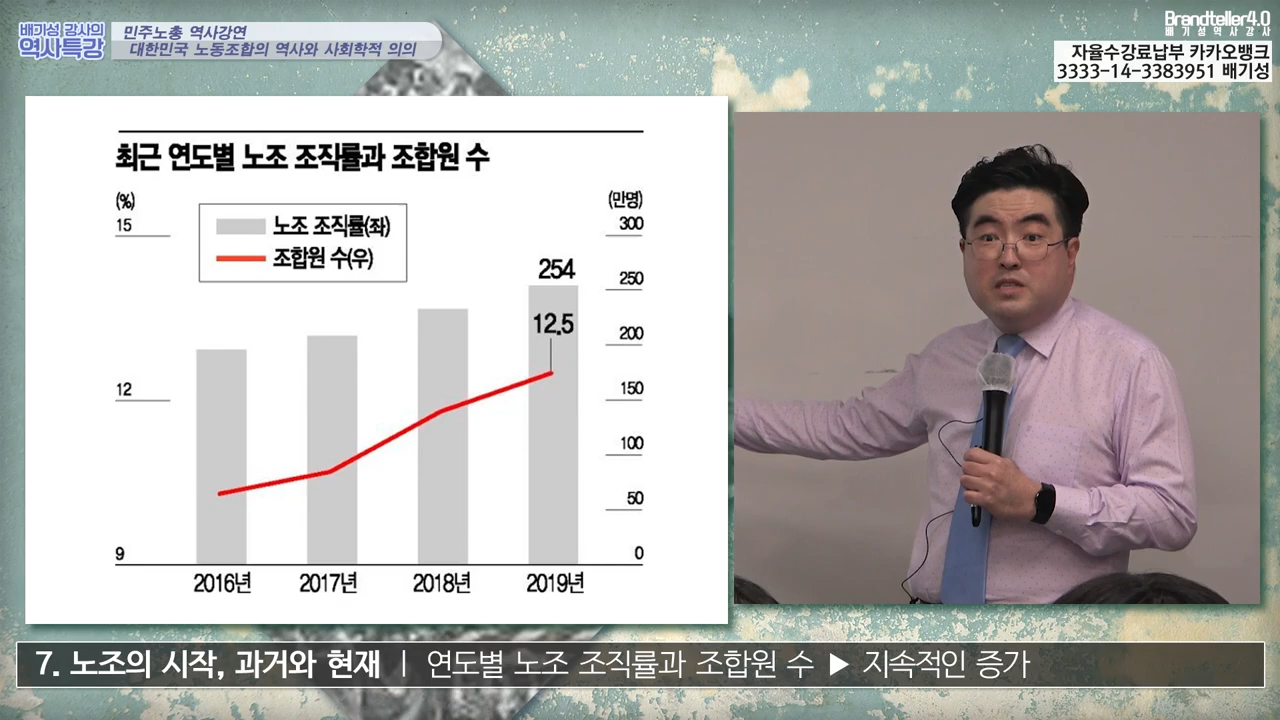 배기성 강사의
역사특강
민주노총 역사강연
대한민국 노동조합의 역사와 사회학적 의의
Brandteller4.0
배기성역사강사
자율수강료납부 카카오뱅크
3333-14-3383951 배기성
최근 연도별 노조 조직률과 조합원 수
(%)
(만명)
15
300
노조 조직률(좌)
조합원 수(우)
254
250
12.5
200
12
150
100
50
9
0
2016년 2017년 2018년 2019년
7. 노조의 시작, 과거와 현재 | 연도별 노조 조직률과 조합원 수 ▶ 지속적인 증가